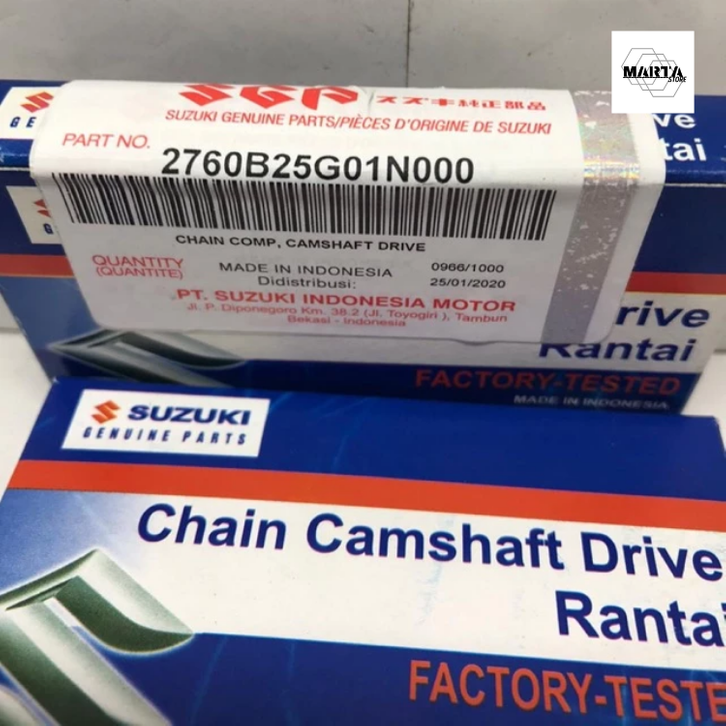 MARTA
STORE
GE
SGP スズキ純正部品
SUZUKI GENUINE PARTS/PIÈCES D'ORIGINE DE SUZUKI
PART NO. 2760B25G01N000
CHAIN COMP, CAMSHAFT DRIVE
QUANTITY
(QUANTITE)
MADE IN INDONESIA 0966/1000
Didistribusi: 25/01/2020
PT. SUZUKI INDONESIA MOTOR
Jl. P. Diponegoro Km. 38.2 (Jl. Toyogiri ), Tambun
Bekasi - Indonesia
ve
tai
G
rive
Rantai
FACTORY-TESTED
MADE IN INDONESIA
SUZUKI
GENUINE PARTS
Chain Camshaft Drive
Rantai
FACTORY-TESTE